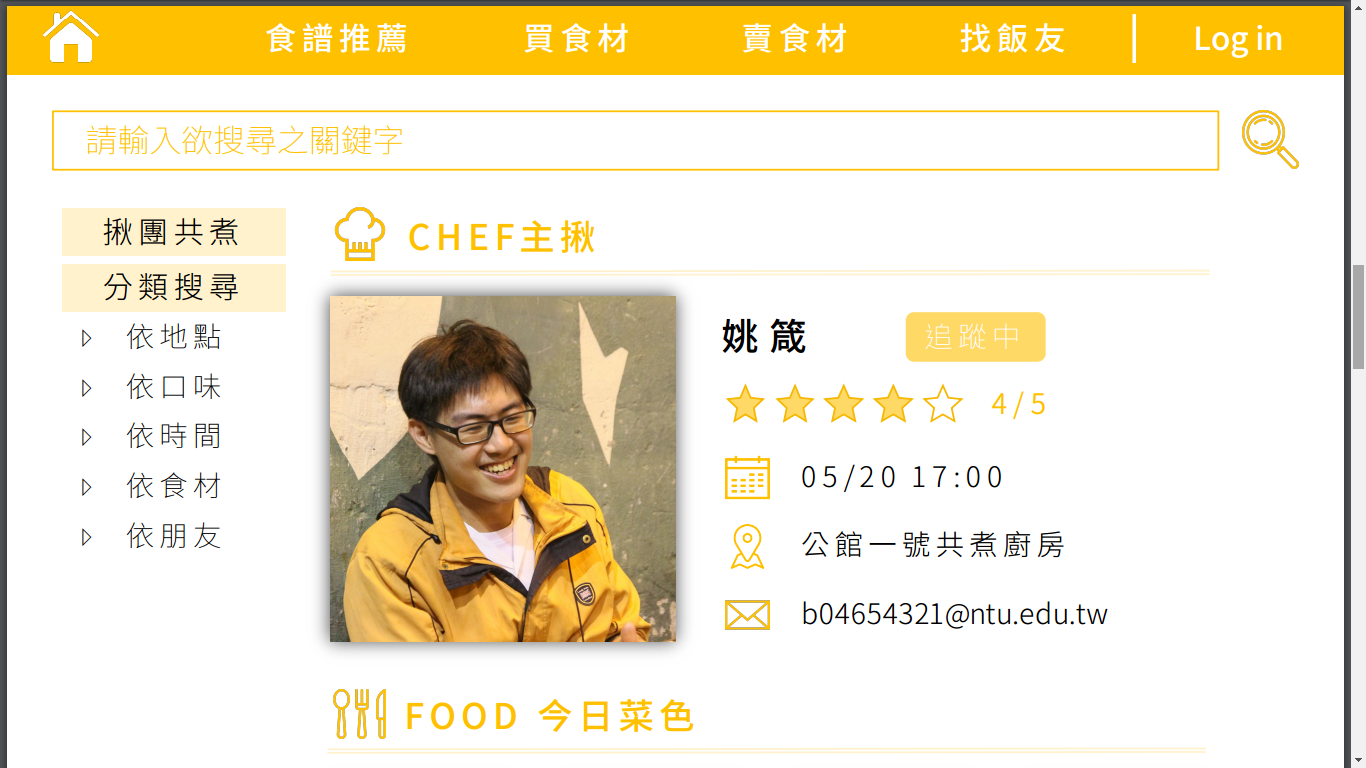 食譜推薦 買食材 賣食材 找飯友 Log in
請輸入欲搜尋之關鍵字
揪團共煮
分類搜尋
依地點
依口味
依時間
依食材
依朋友
CHEF主揪
姚箴 追蹤中
4/5
05/20 17:00
公館一號共煮廚房
b04654321@ntu.edu.tw
FOOD 今日菜色